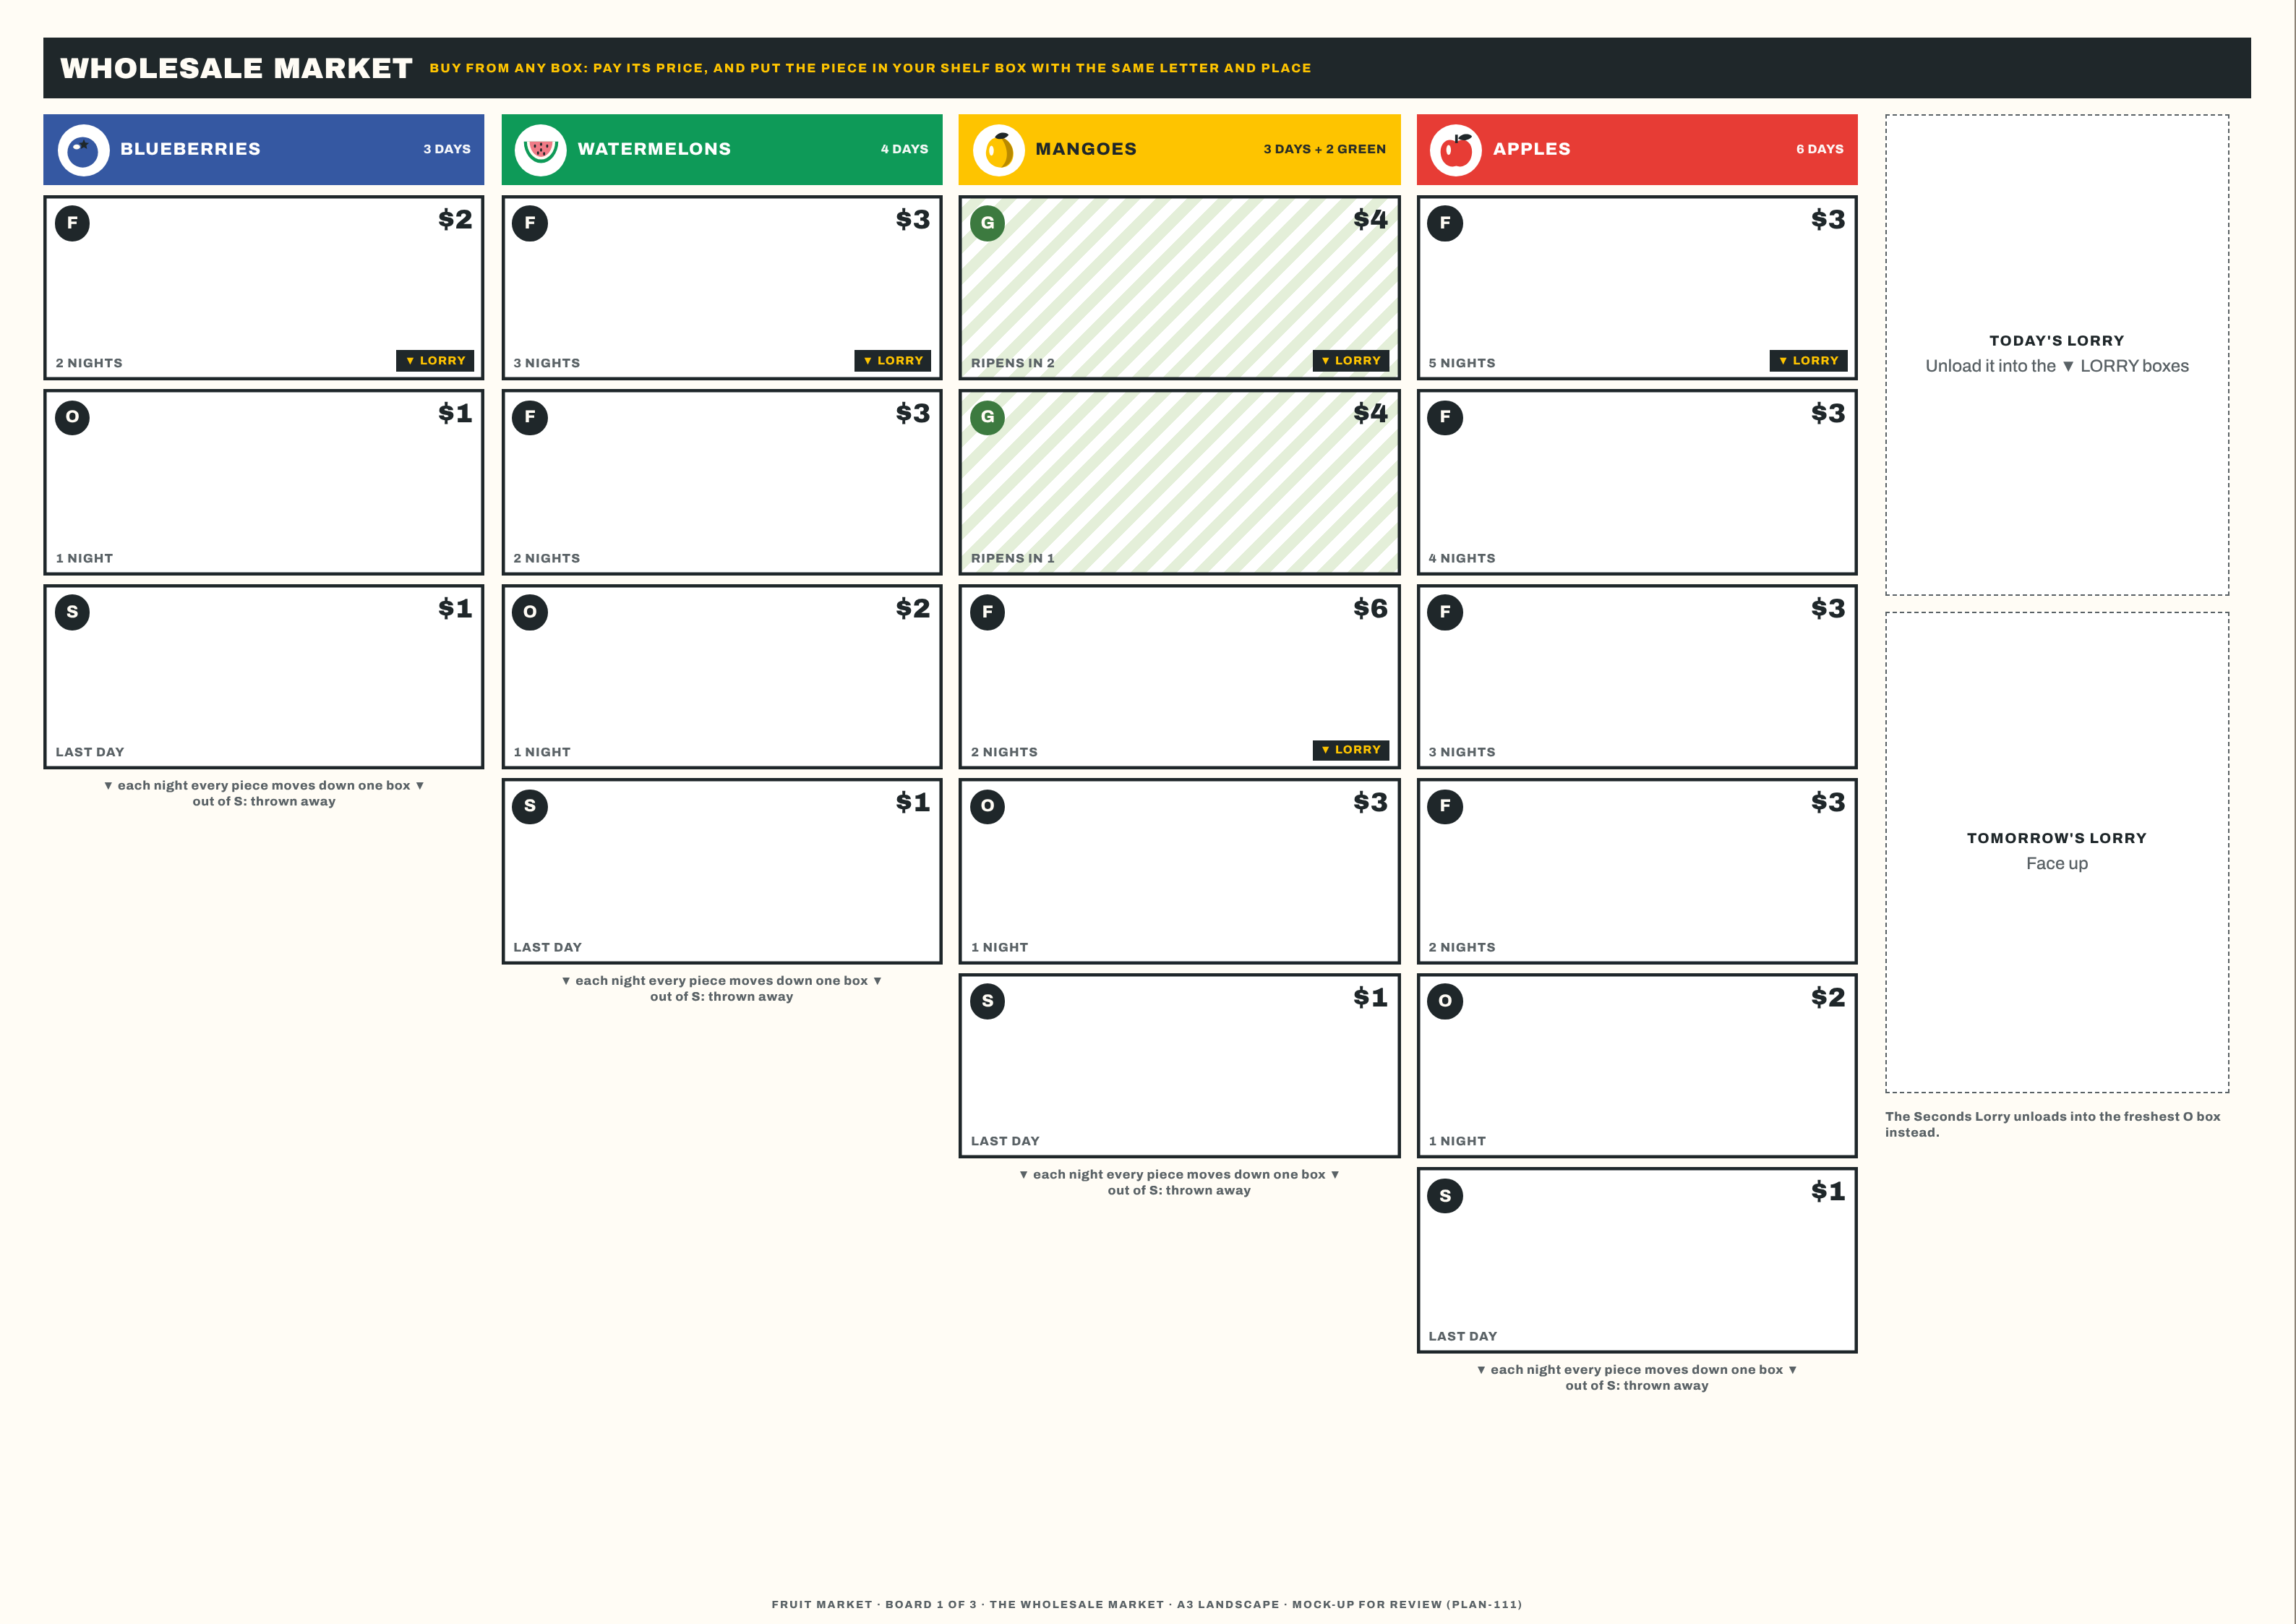 WHOLESALE MARKET
BUY FROM ANY BOX: PAY ITS PRICE, AND PUT THE PIECE IN YOUR SHELF BOX WITH THE SAME LETTER AND PLACE
BLUEBERRIES
3 DAYS
F
$2
2 NIGHTS
▼ LORRY
O
$1
1 NIGHT
S
$1
LAST DAY
▼ each night every piece moves down one box ▼
out of S: thrown away
WATERMELONS
4 DAYS
F
$3
3 NIGHTS
▼ LORRY
F
$3
2 NIGHTS
O
$2
1 NIGHT
S
$1
LAST DAY
▼ each night every piece moves down one box ▼
out of S: thrown away
MANGOES
3 DAYS + 2 GREEN
G
$4
RIPENS IN 2
▼ LORRY
G
$4
RIPENS IN 1
F
$6
2 NIGHTS
▼ LORRY
O
$3
1 NIGHT
S
$1
LAST DAY
▼ each night every piece moves down one box ▼
out of S: thrown away
APPLES
6 DAYS
F
$3
5 NIGHTS
▼ LORRY
F
$3
4 NIGHTS
F
$3
3 NIGHTS
F
$3
2 NIGHTS
O
$2
1 NIGHT
S
$1
LAST DAY
▼ each night every piece moves down one box ▼
out of S: thrown away
TODAY'S LORRY
Unload it into the ▼ LORRY boxes
TOMORROW'S LORRY
Face up
The Seconds Lorry unloads into the freshest O box
instead.
FRUIT MARKET · BOARD 1 OF 3 · THE WHOLESALE MARKET · A3 LANDSCAPE · MOCK-UP FOR REVIEW (PLAN-111)